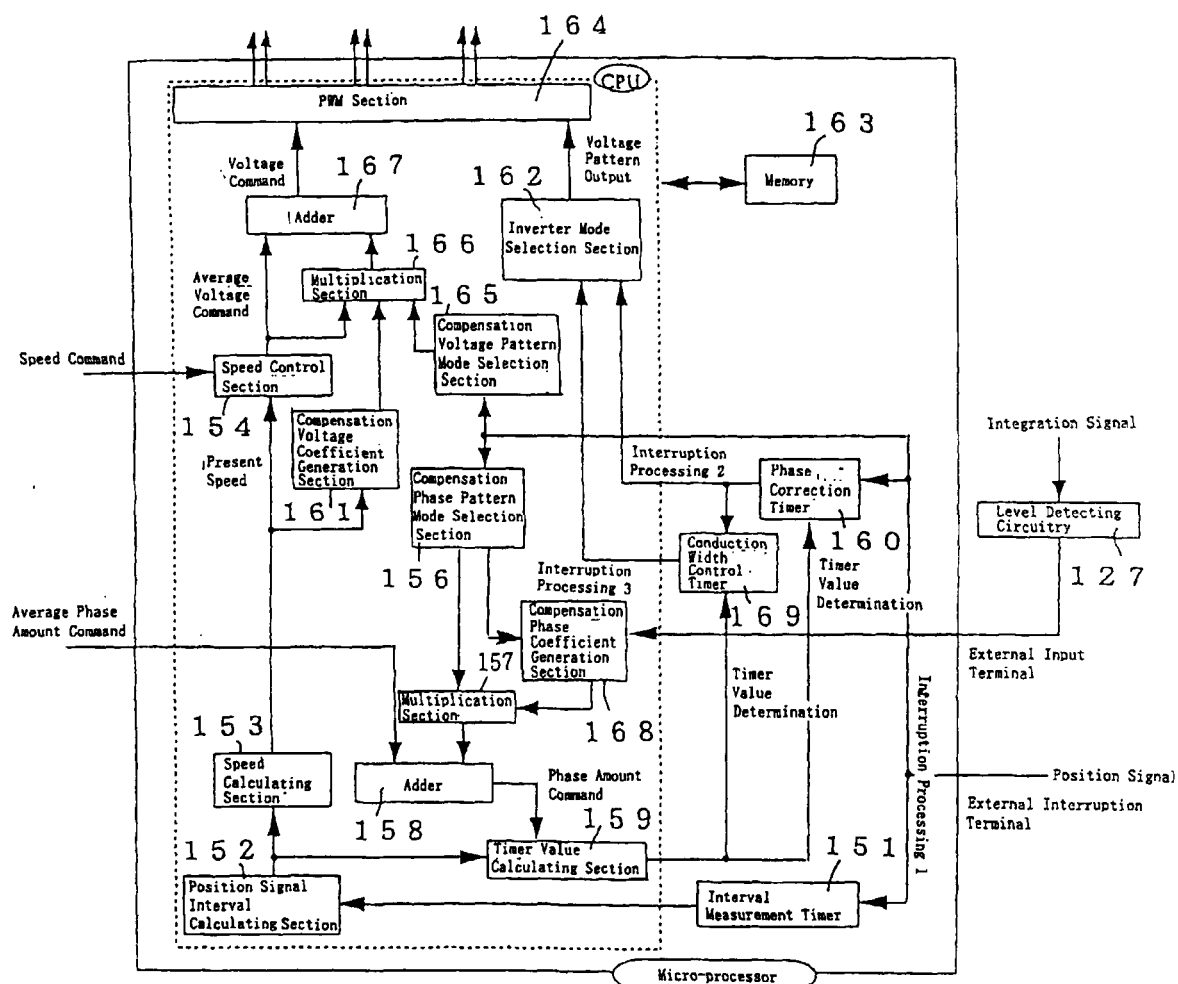 164
CPU
PWM Section
163
Voltage
Pattern
Output
Voltage
Command
167
162
Memory
Adder
Inverter Mode
Selection Section
166
Average
Voltage
Command
Multiplication
Section
165
Compensation
Voltage Pattern
Mode Selection
Section
Speed Command
Speed Control
Section
154
Compensation
Voltage
Coefficient
Generation
Section
161
Present
Speed
Integration Signal
Interruption
Processing 2
Phase
Correction
Timer
160
Level Detecting
Circuitry
127
Compensation
Phase Pattern
Mode Selection
Section
156
Conduction
Width
Control
Timer
169
Timer
Value
Determination
Interruption
Processing 3
Average Phase
Amount Command
Compensation
Phase
Coefficient
Generation
Section
168
External Input
Terminal
Timer
Value
Determination
157
Multiplication
Section
153
Speed
Calculating
Section
Adder
158
Phase Amount
Command
Interruption Processing 1
Position Signal
External Interruption
Terminal
159
Timer Value
Calculating Section
152
Position Signal
Interval
Calculating Section
151
Interval
Measurement Timer
Micro-processor